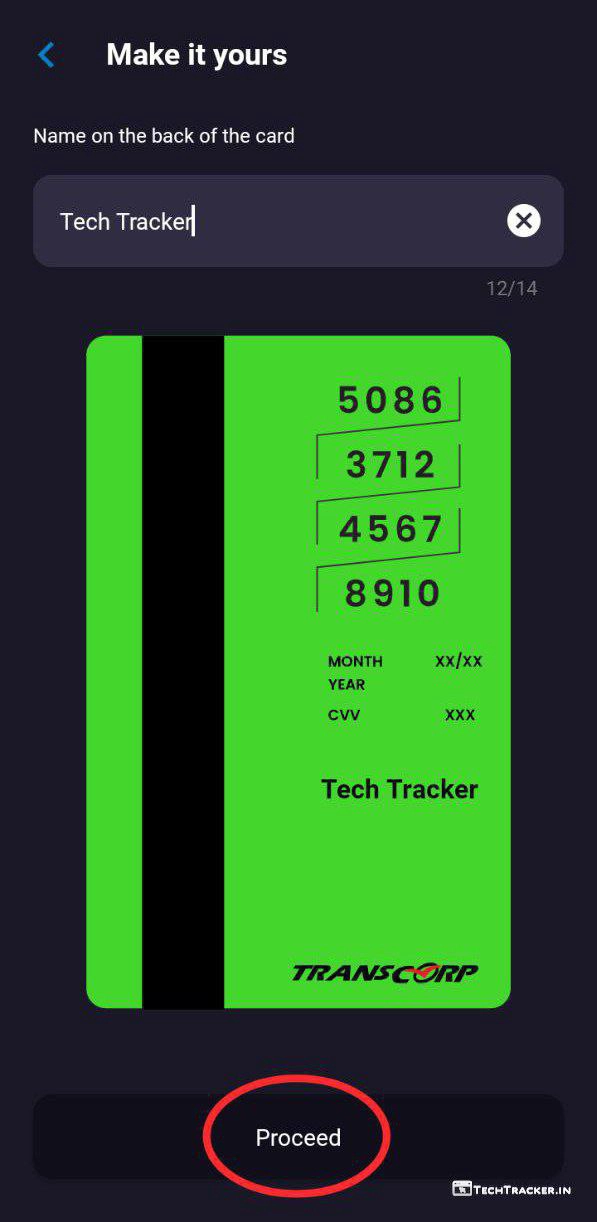 Make it yours
Name on the back of the card
Tech Tracker
12/14
5086
3712
4567
8910
MONTH XX/XX
YEAR
CVV XXX
Tech Tracker
TRANSCORP
Proceed
TECHTRACKER.IN